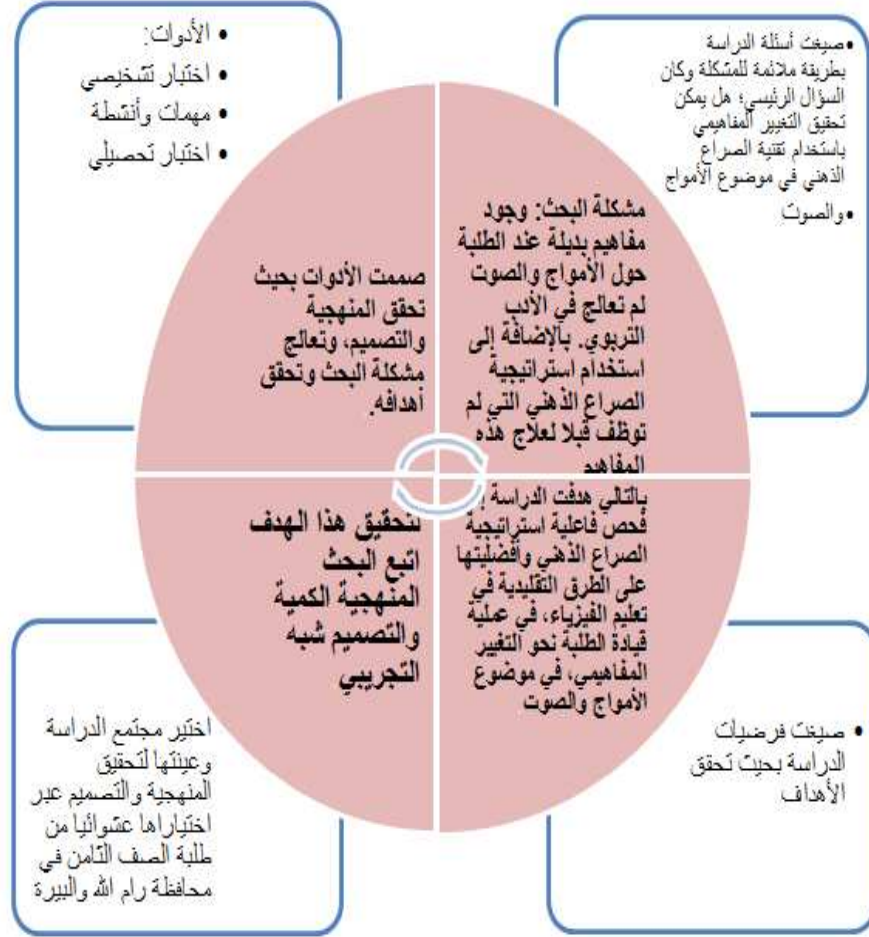 •صيغت أسئلة الدراسة
بطريقة ملائمة للمشكلة وكان
السؤال الرئيسي؛ هل يمكن
تحقيق التغيير المفاهيمي
باستخدام تقنية الصراع
الذهني في موضوع الأمواج
•والصوت
• الأدوات:
• اختبار تشخيصي
• مهمات وأنشطة
• اختبار تحصيلي
مشكلة البحث: وجود
مفاهيم بديلة عند الطلبة
حول الأمواج والصوت
لم تعالج في الأدب
التربوي. بالإضافة إلى
استخدام استراتيجية
الصراع الذهني التي لم
توظف قبلا لعلاج هذه
المفاهيم
صممت الأدوات بحيث
تحقق المنهجية
والتصميم، وتعالج
مشكلة البحث وتحقق
أهدافه.
بالتالي هدفت الدراسة
فحص فاعلية استراتيجية
الصراع الذهني وأفضليتها
على الطرق التقليدية في
تعليم الفيزياء، في عملية
قيادة الطلبة نحو التغيير
المفاهيمي، في موضوع
الأمواج والصوت
لتحقيق هذا الهدف
اتبع البحث
المنهجية الكمية
والتصميم شبه
التجريبي
• صيغت فرضيات
الدراسة بحيث تحقق
الأهداف
اختير مجتمع الدراسة
وعينتها لتحقيق
المنهجية والتصميم عبر
اختياراها عشوائيا من
طلبة الصف الثامن في
محافظة رام الله والبيرة